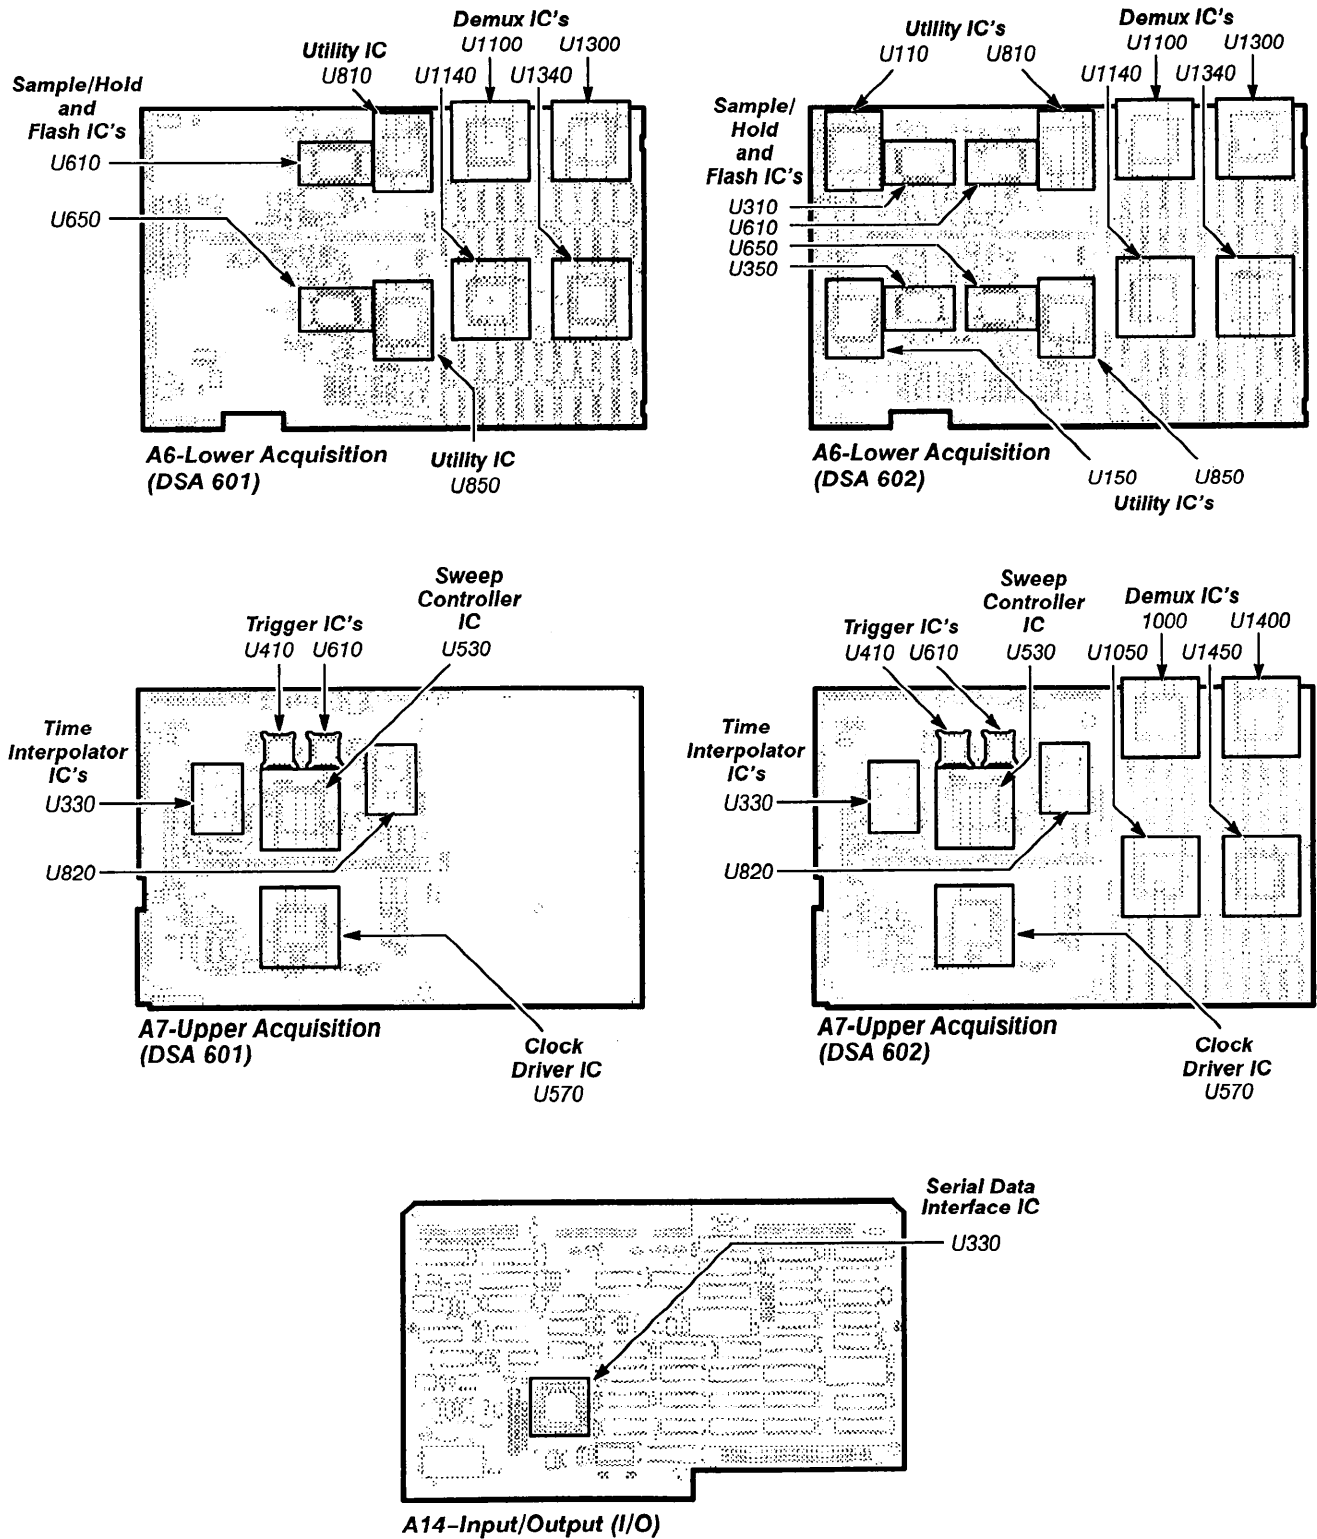 Demux IC's
U1100 U1300
Utility IC
U810 U1140 U1340
Sample/Hold
and
Flash IC's
U610
U650
A6-Lower Acquisition
(DSA 601)
Utility IC
U850
Utility IC's
U110 U810
Demux IC's
U1100 U1300
U1140 U1340
Sample/
Hold
and
Flash IC's
U310
U610
U650
U350
A6-Lower Acquisition
(DSA 602)
U150 U850
Utility IC's
Sweep
Controller
IC
U530
Trigger IC's
U410 U610
Time
Interpolator
IC's
U330
U820
A7-Upper Acquisition
(DSA 601)
Clock
Driver IC
U570
Sweep
Controller
IC
U530
Demux IC's
1000 U1400
U1050 U1450
Trigger IC's
U410 U610
Time
Interpolator
IC's
U330
U820
A7-Upper Acquisition
(DSA 602)
Clock
Driver IC
U570
Serial Data
Interface IC
U330
A14-Input/Output (I/O)